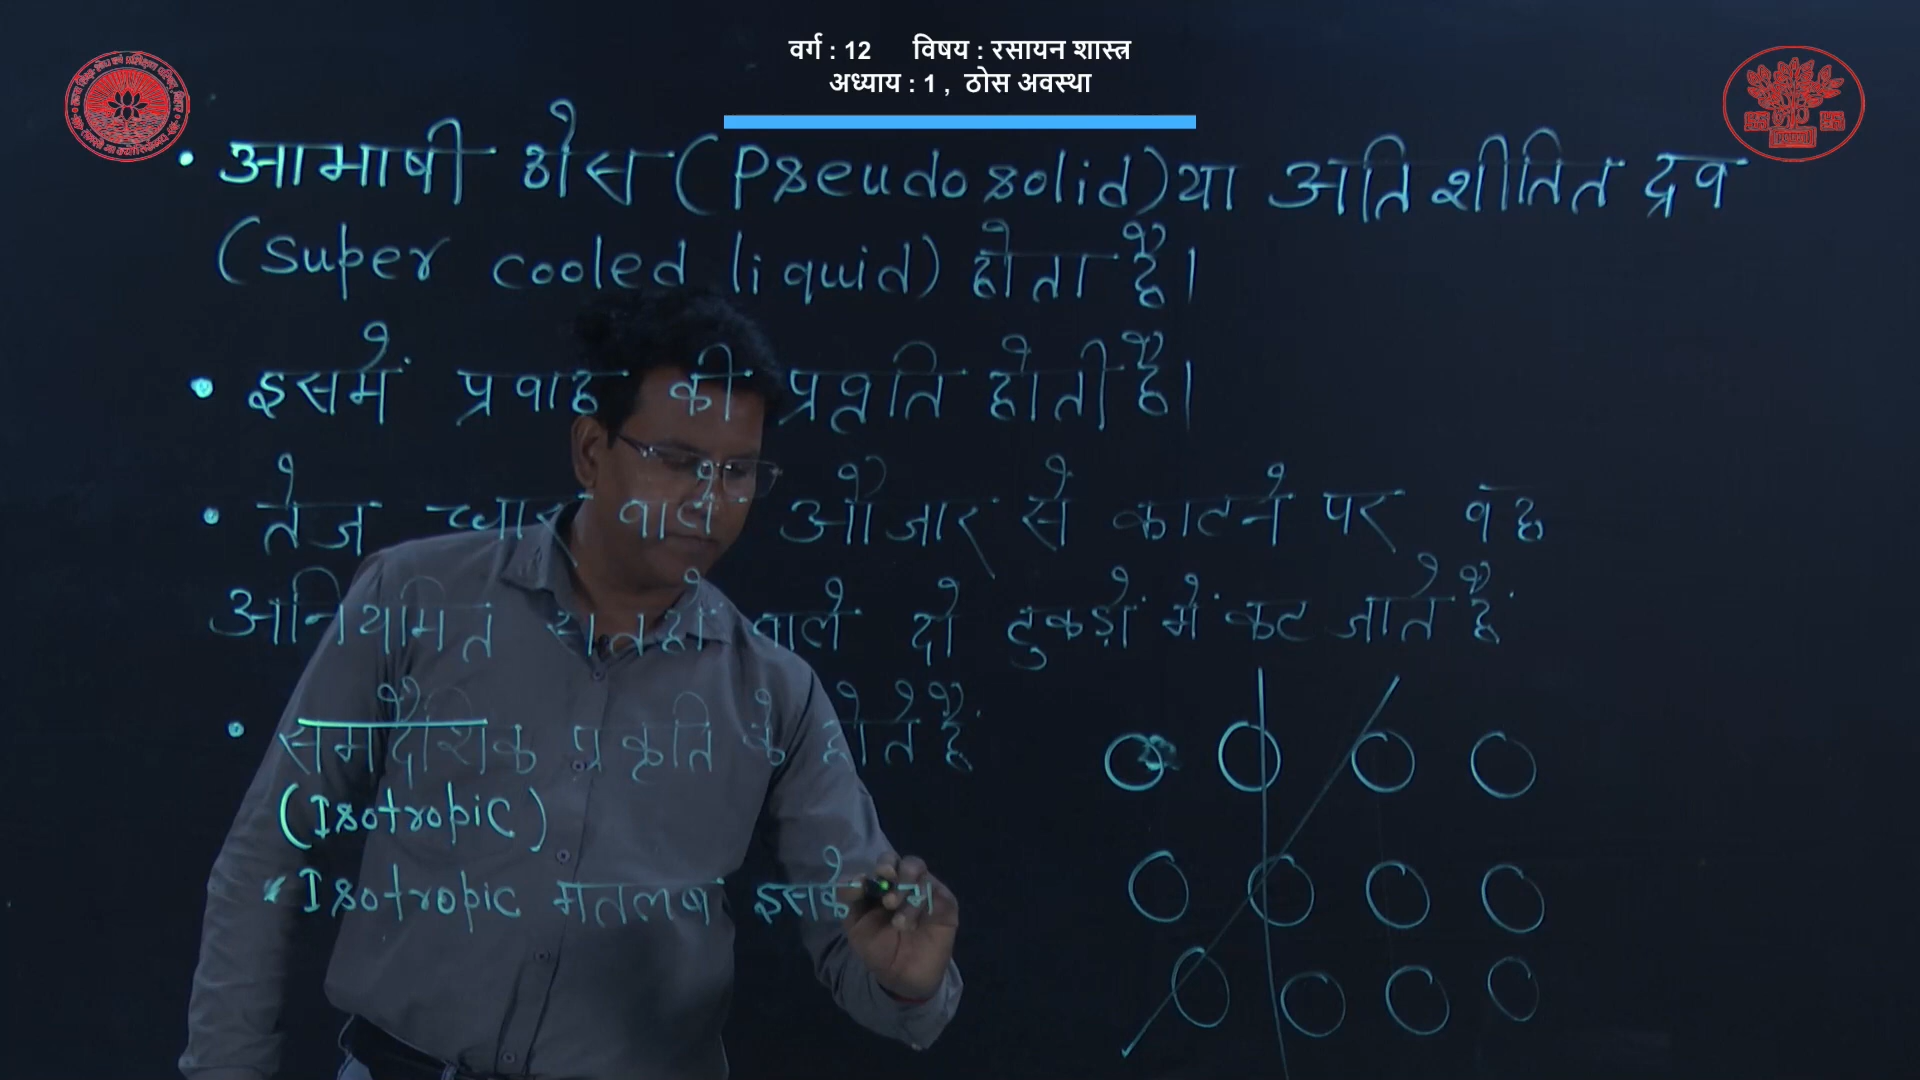 वर्ग : 12 विषय : रसायन शास्त्र
अध्याय : 1 , ठोस अवस्था
• आभाषी ठोस (Pseudo solid) या अतिशीतित द्रव
(Super cooled liquid) होता है।
• इसमें प्रवाह की प्रवृति होती है।
• तेज धार वाले औजार से काटने पर वह
अनियमित सतहों वाले दो टुकड़ों में कट जाते हैं
• समदैशिक प्रकृति के होते हैं
(Isotropic)
Isotropic मतलब इसके